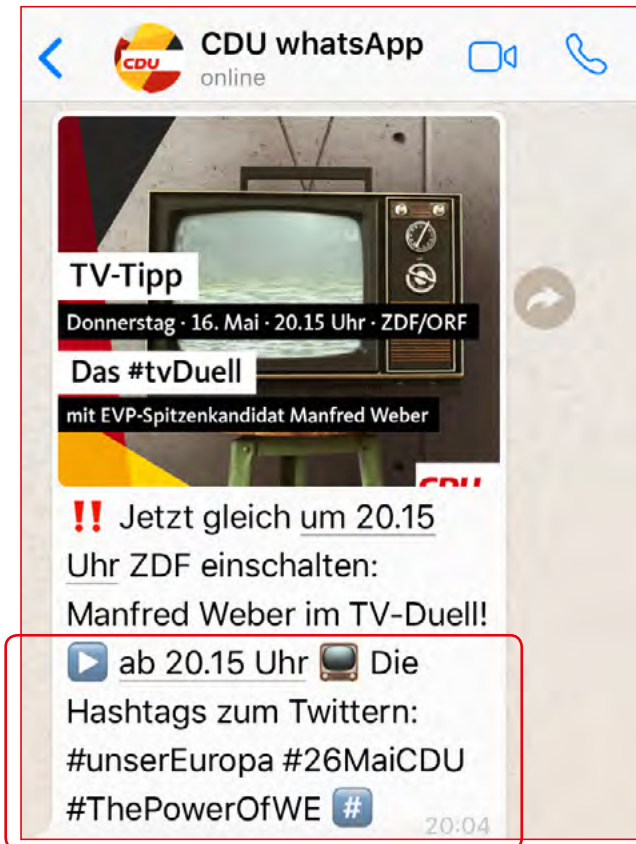 CDU
CDU whatsApp
online
TV-Tipp
Donnerstag · 16. Mai · 20.15 Uhr · ZDF/ORF
Das #tvDuell
mit EVP-Spitzenkandidat Manfred Weber
CDU
‼️ Jetzt gleich um 20.15
Uhr ZDF einschalten:
Manfred Weber im TV-Duell!
▶️ ab 20.15 Uhr 📺 Die
Hashtags zum Twittern:
#unserEuropa #26MaiCDU
#ThePowerOfWE #️⃣
20:04